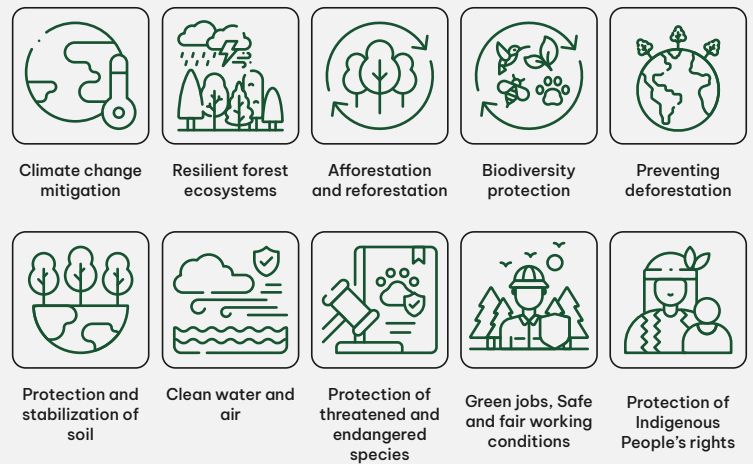 Climate change
mitigation
Resilient forest
ecosystems
Afforestation
and reforestation
Biodiversity
protection
Preventing
deforestation
Protection and
stabilization of
soil
Clean water and
air
Protection of
threatened and
endangered
species
Green jobs, Safe
and fair working
conditions
Protection of
Indigenous
People's rights